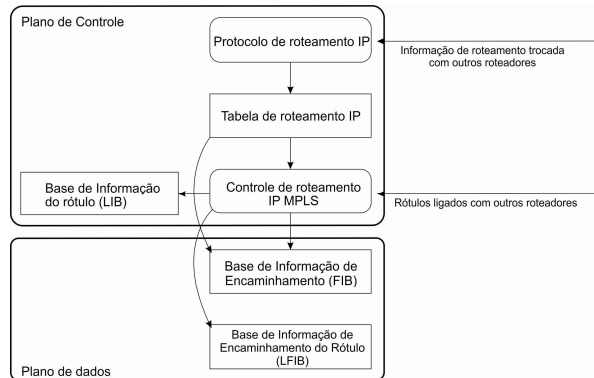 Plano de Controle
Protocolo de roteamento IP
Informação de roteamento trocada
com outros roteadores
Tabela de roteamento IP
Base de Informação
do rótulo (LIB)
Controle de roteamento
IP MPLS
Rótulos ligados com outros roteadores
Base de Informação de
Encaminhamento (FIB)
Base de Informação de
Encaminhamento do Rótulo
(LFIB)
Plano de dados